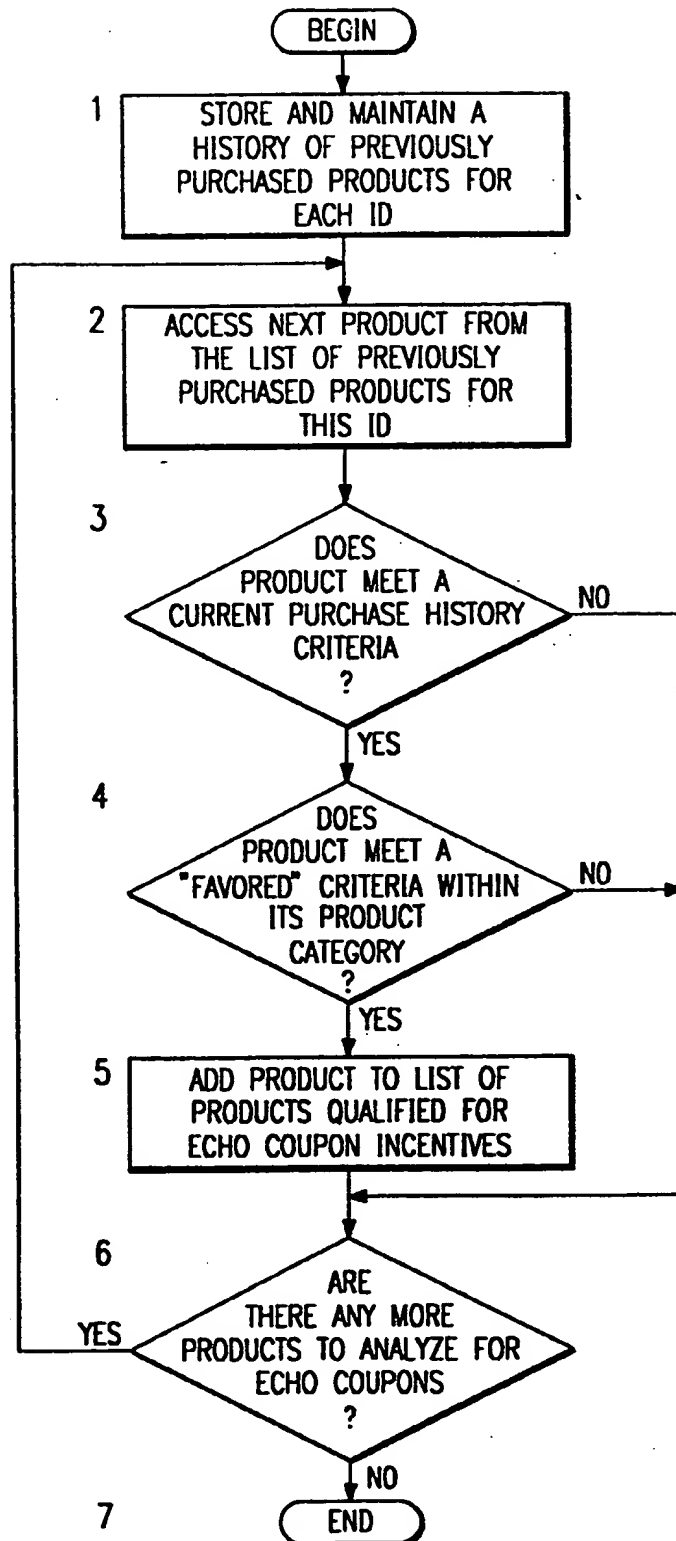 BEGIN
1
STORE AND MAINTAIN A
HISTORY OF PREVIOUSLY
PURCHASED PRODUCTS FOR
EACH ID
2
ACCESS NEXT PRODUCT FROM
THE LIST OF PREVIOUSLY
PURCHASED PRODUCTS FOR
THIS ID
3
DOES
PRODUCT MEET A
CURRENT PURCHASE HISTORY
CRITERIA
?
NO
YES
4
DOES
PRODUCT MEET A
"FAVORED" CRITERIA WITHIN
ITS PRODUCT
CATEGORY
?
NO
YES
5
ADD PRODUCT TO LIST OF
PRODUCTS QUALIFIED FOR
ECHO COUPON INCENTIVES
6
ARE
THERE ANY MORE
PRODUCTS TO ANALYZE FOR
ECHO COUPONS
?
YES
NO
7
END